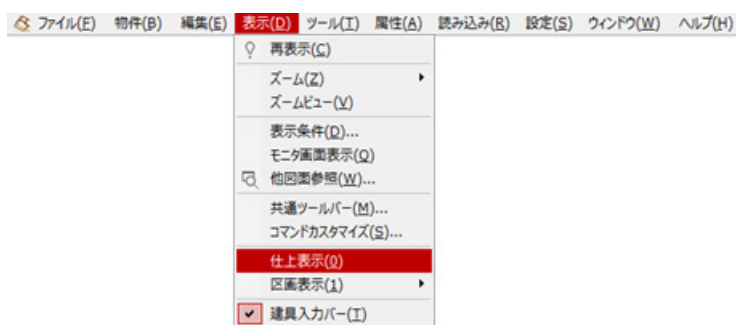 ファイル(F) 物件(B) 編集(E) 表示(D) ツール(T) 属性(A) 読み込み(R) 設定(S) ウィンドウ(W) ヘルプ(H)
再表示(C)
ズーム(Z)
ズームビュー(V)
表示条件(D)...
モニタ画面表示(Q)
他図面参照(W)...
共通ツールバー(M)...
コマンドカスタマイズ(S)...
仕上表示(0)
区画表示(1)
建具入力バー(T)